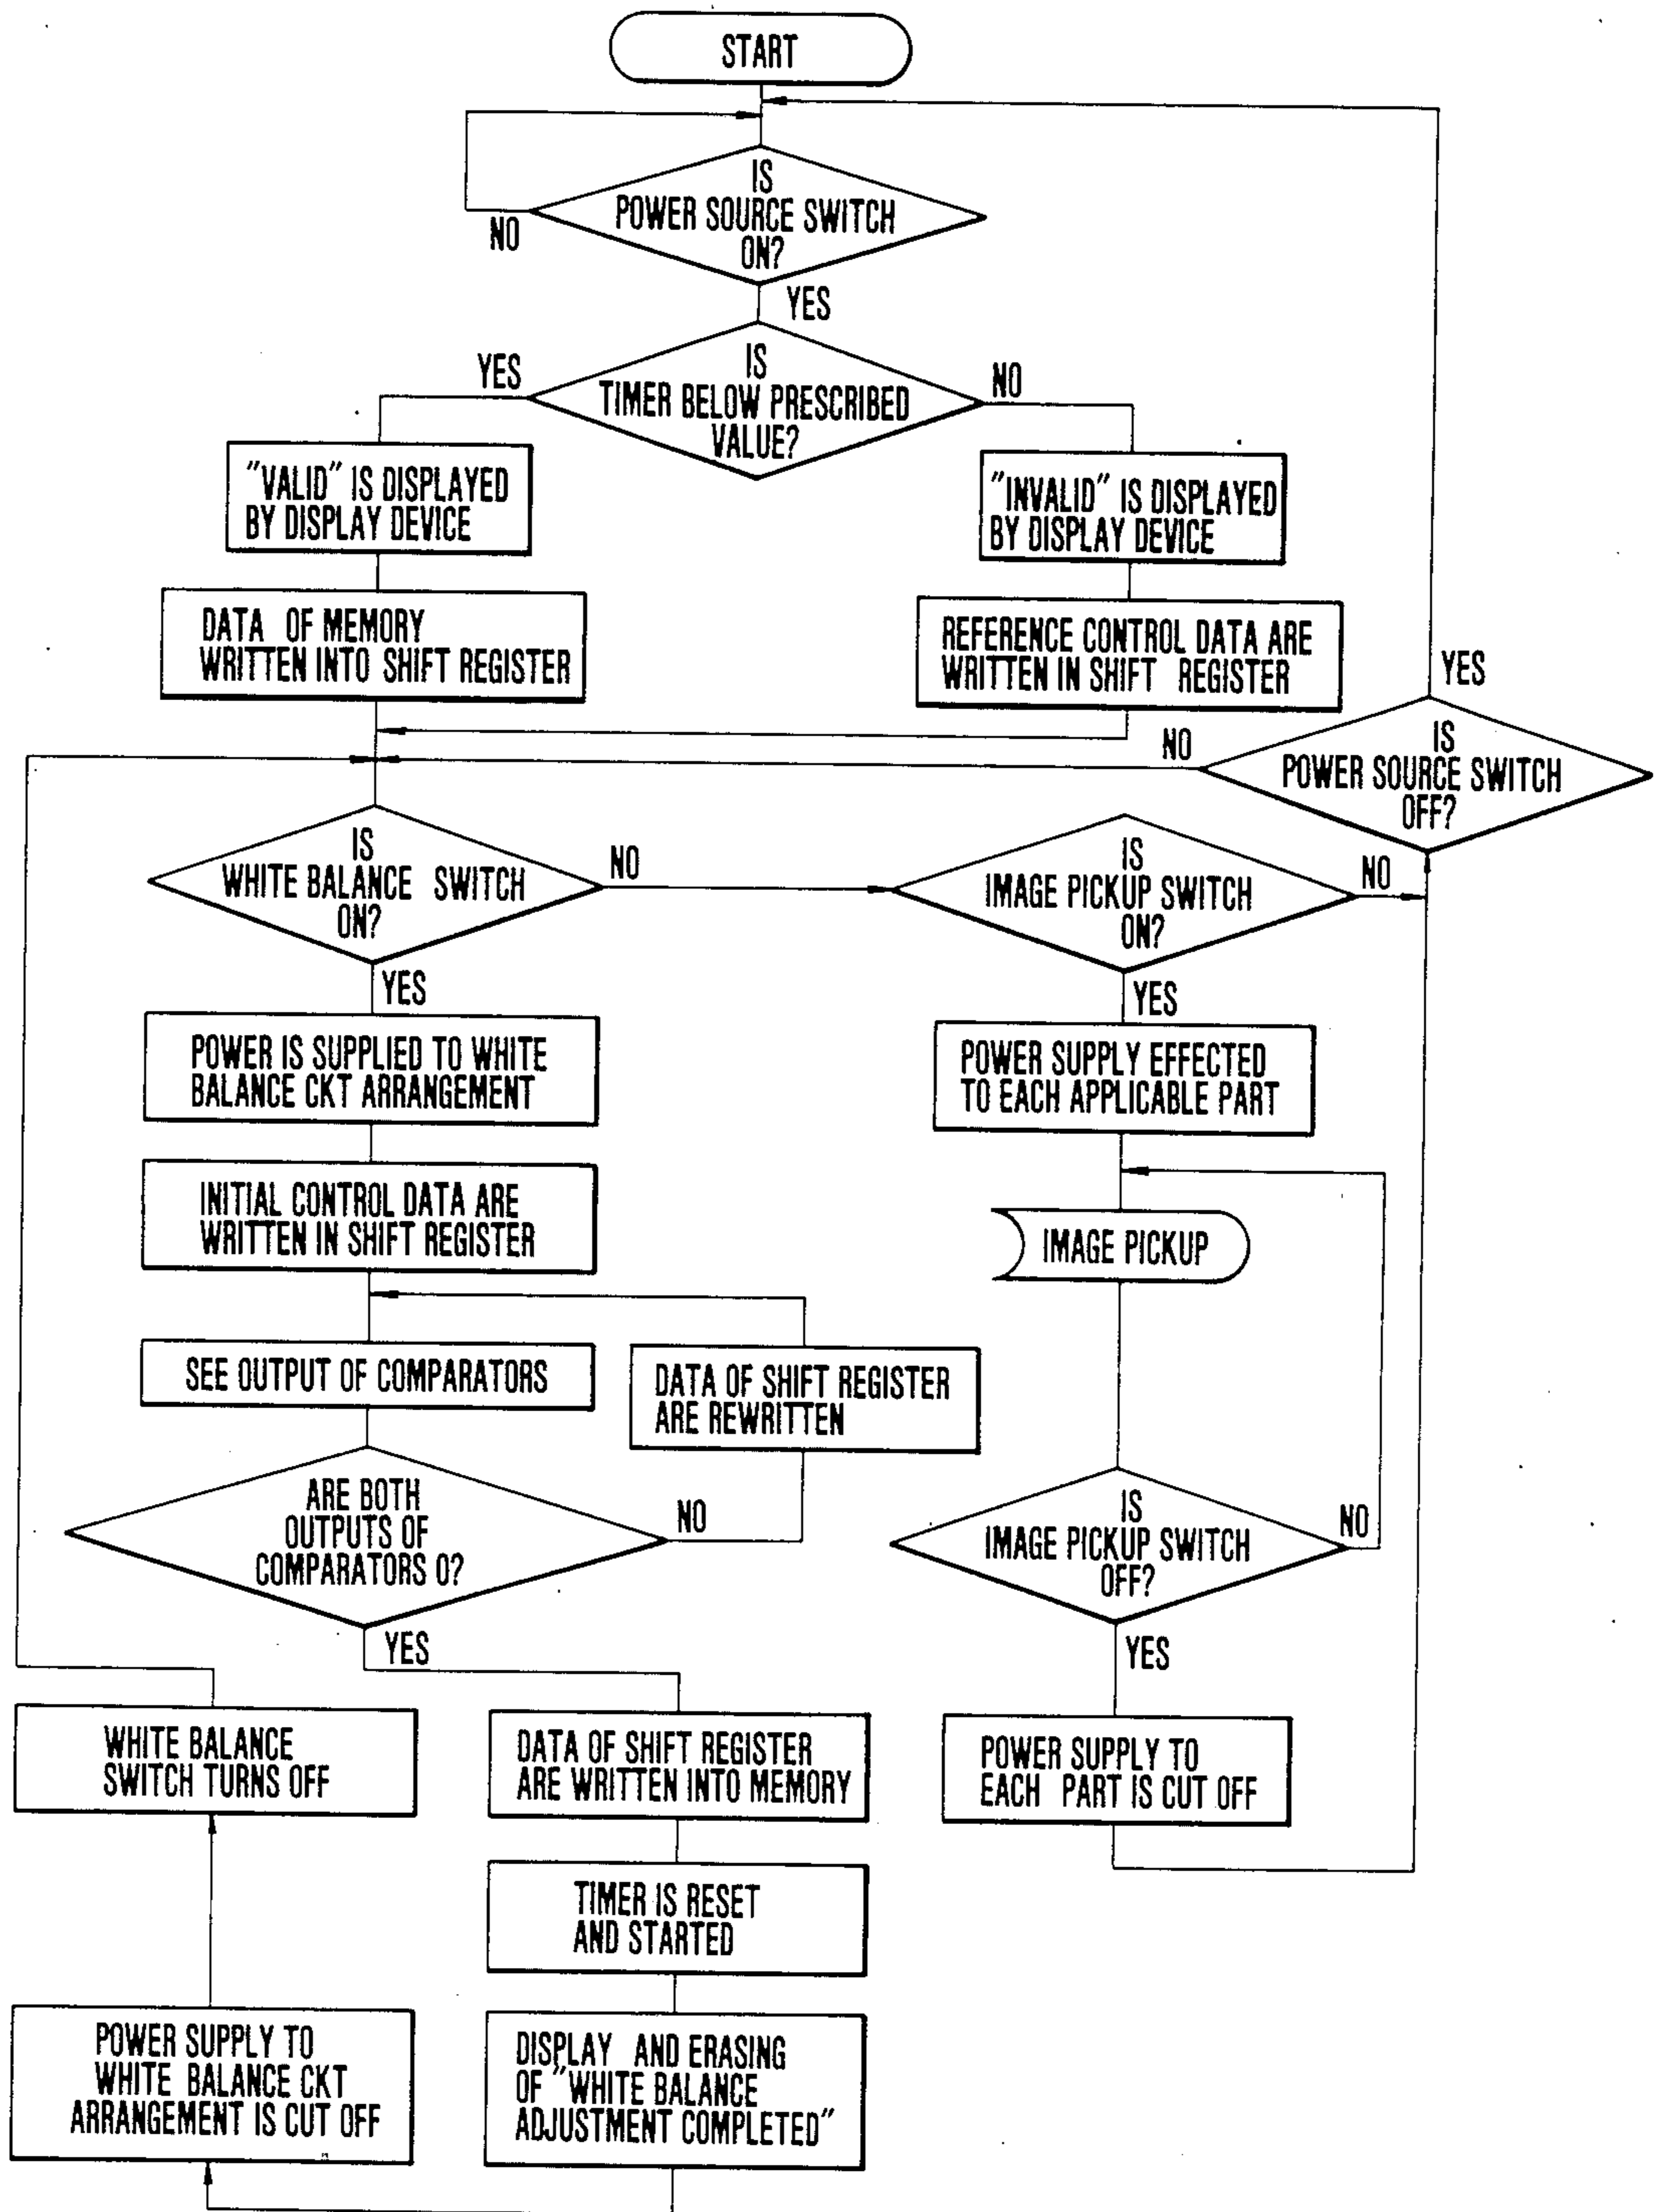 START
IS
POWER SOURCE SWITCH
ON?
NO
YES
IS
TIMER BELOW PRESCRIBED
VALUE?
YES
NO
"VALID" IS DISPLAYED
BY DISPLAY DEVICE
"INVALID" IS DISPLAYED
BY DISPLAY DEVICE
DATA OF MEMORY
WRITTEN INTO SHIFT REGISTER
REFERENCE CONTROL DATA ARE
WRITTEN IN SHIFT REGISTER
YES
NO
IS
POWER SOURCE SWITCH
OFF?
IS
WHITE BALANCE SWITCH
ON?
NO
IS
IMAGE PICKUP SWITCH
ON?
NO
YES
YES
POWER IS SUPPLIED TO WHITE
BALANCE CKT ARRANGEMENT
POWER SUPPLY EFFECTED
TO EACH APPLICABLE PART
INITIAL CONTROL DATA ARE
WRITTEN IN SHIFT REGISTER
IMAGE PICKUP
SEE OUTPUT OF COMPARATORS
DATA OF SHIFT REGISTER
ARE REWRITTEN
ARE BOTH
OUTPUTS OF
COMPARATORS 0?
NO
IS
IMAGE PICKUP SWITCH
OFF?
NO
YES
YES
WHITE BALANCE
SWITCH TURNS OFF
DATA OF SHIFT REGISTER
ARE WRITTEN INTO MEMORY
POWER SUPPLY TO
EACH PART IS CUT OFF
TIMER IS RESET
AND STARTED
POWER SUPPLY TO
WHITE BALANCE CKT
ARRANGEMENT IS CUT OFF
DISPLAY AND ERASING
OF "WHITE BALANCE
ADJUSTMENT COMPLETED"